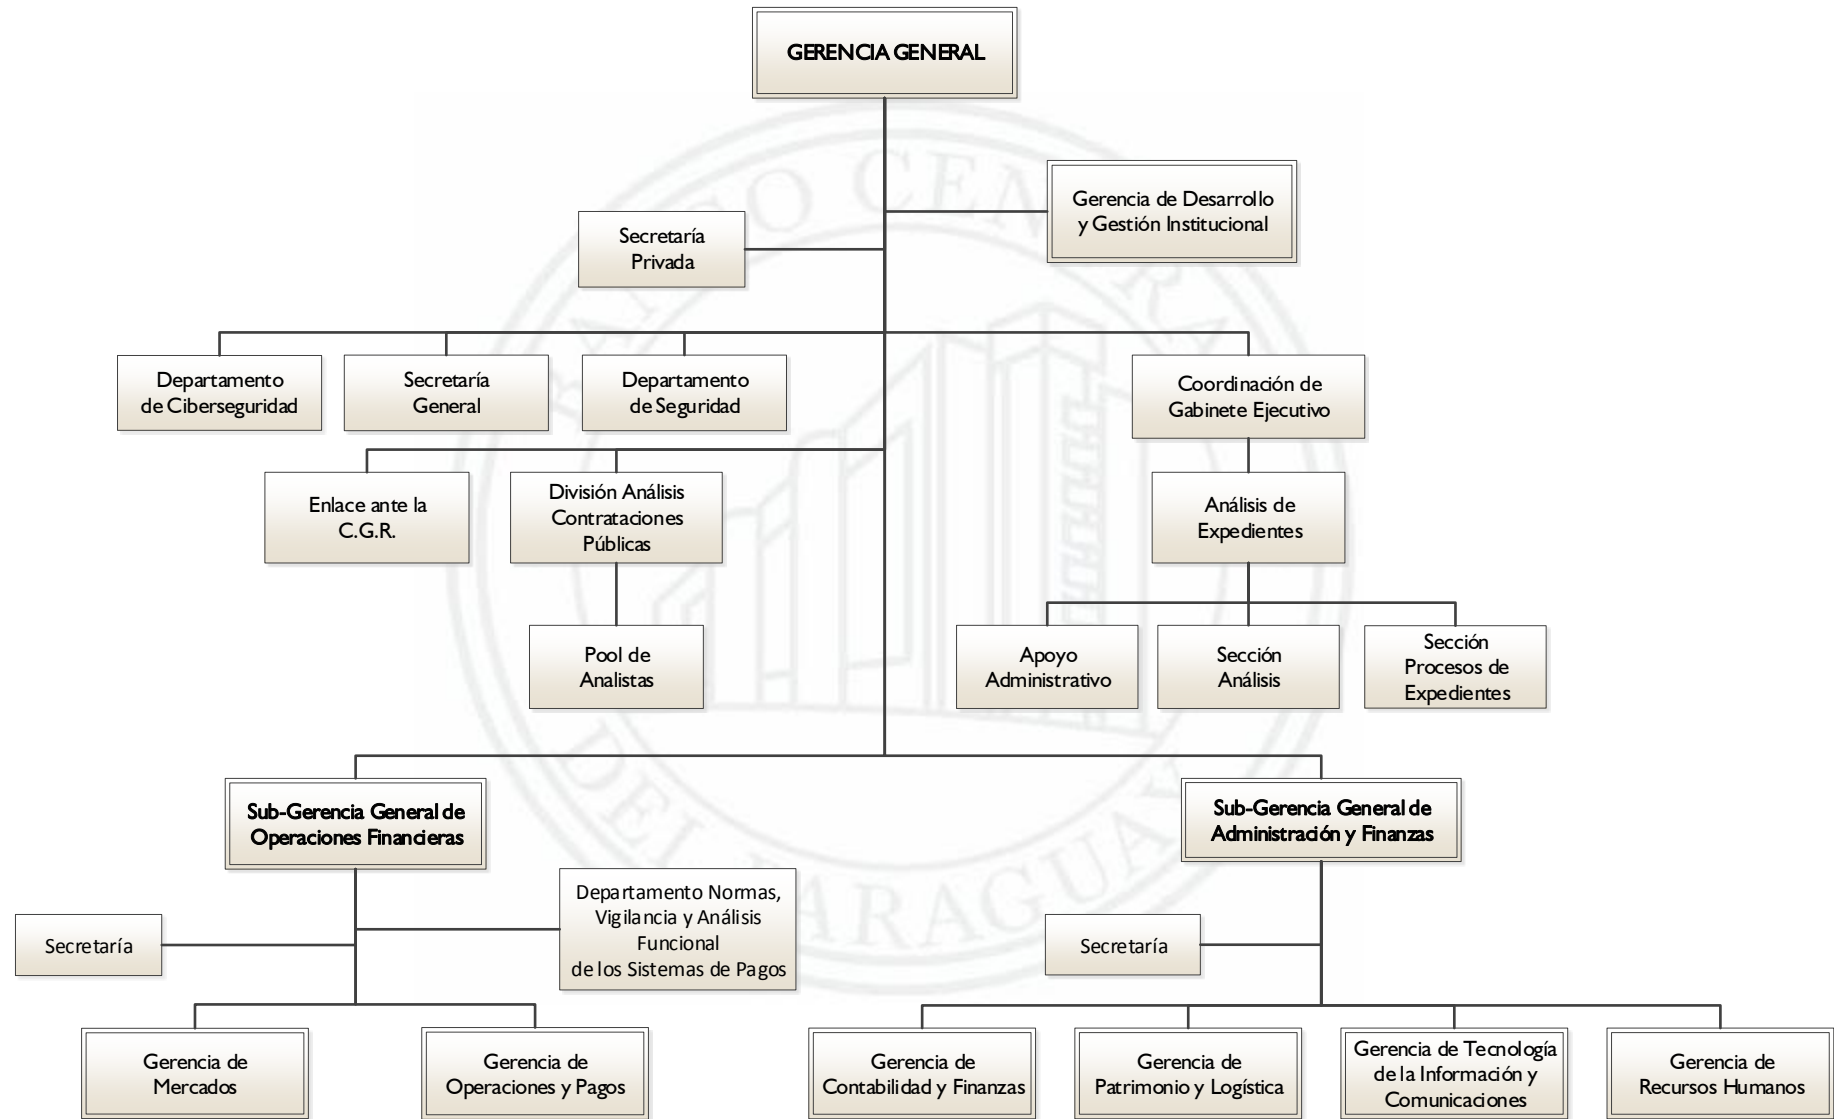 GERENCIA GENERAL
BANCO CENTRAL
DEL PARAGUAY
Gerencia de Desarrollo
y Gestión Institucional
Secretaría
Privada
Departamento
de Ciberseguridad
Secretaría
General
Departamento
de Seguridad
Coordinación de
Gabinete Ejecutivo
Enlace ante la
C.G.R.
División Análisis
Contrataciones
Públicas
Análisis de
Expedientes
Pool de
Analistas
Apoyo
Administrativo
Sección
Análisis
Sección
Procesos de
Expedientes
Sub-Gerencia General de
Operaciones Financieras
Sub-Gerencia General de
Administración y Finanzas
Secretaría
Departamento Normas,
Vigilancia y Análisis
Funcional
de los Sistemas de Pagos
Secretaría
Gerencia de
Mercados
Gerencia de
Operaciones y Pagos
Gerencia de
Contabilidad y Finanzas
Gerencia de
Patrimonio y Logística
Gerencia de Tecnología
de la Información y
Comunicaciones
Gerencia de
Recursos Humanos